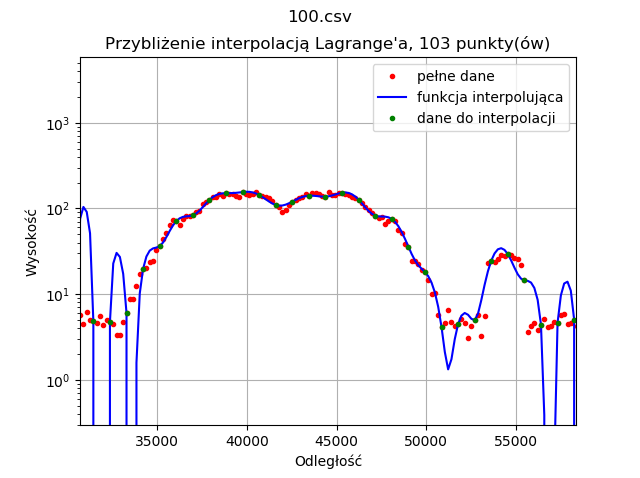 100.csv
Przybliżenie interpolacją Lagrange'a, 103 punkty(ów)
pełne dane
funkcja interpolująca
dane do interpolacji
Wysokość
10³
10²
10¹
10⁰
35000 40000 45000 50000 55000
Odległość